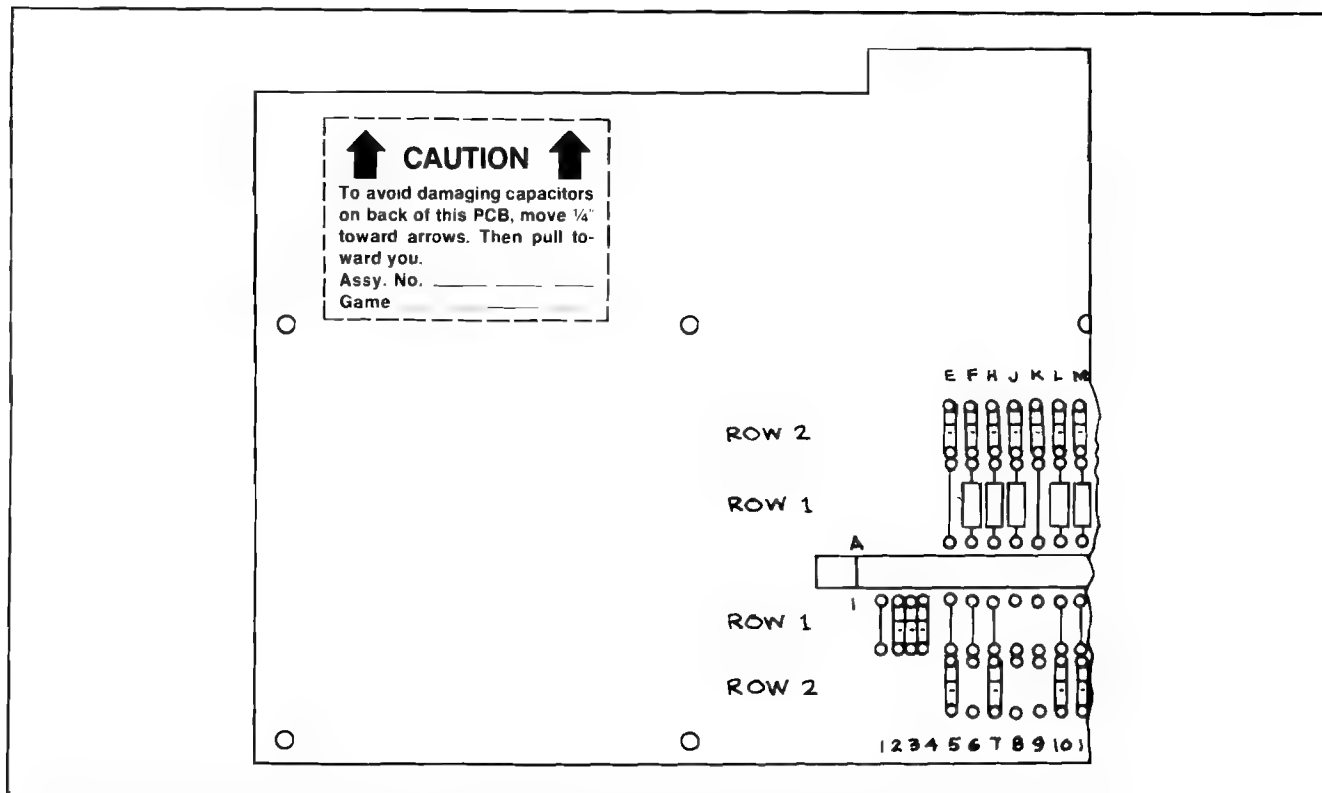 CAUTION
To avoid damaging capacitors
on back of this PCB, move ¼"
toward arrows. Then pull to-
ward you.
Assy. No.
Game
E F H J K L M
ROW 2
ROW 1
A
1
ROW 1
ROW 2
1 2 3 4 5 6 7 8 9 10 1